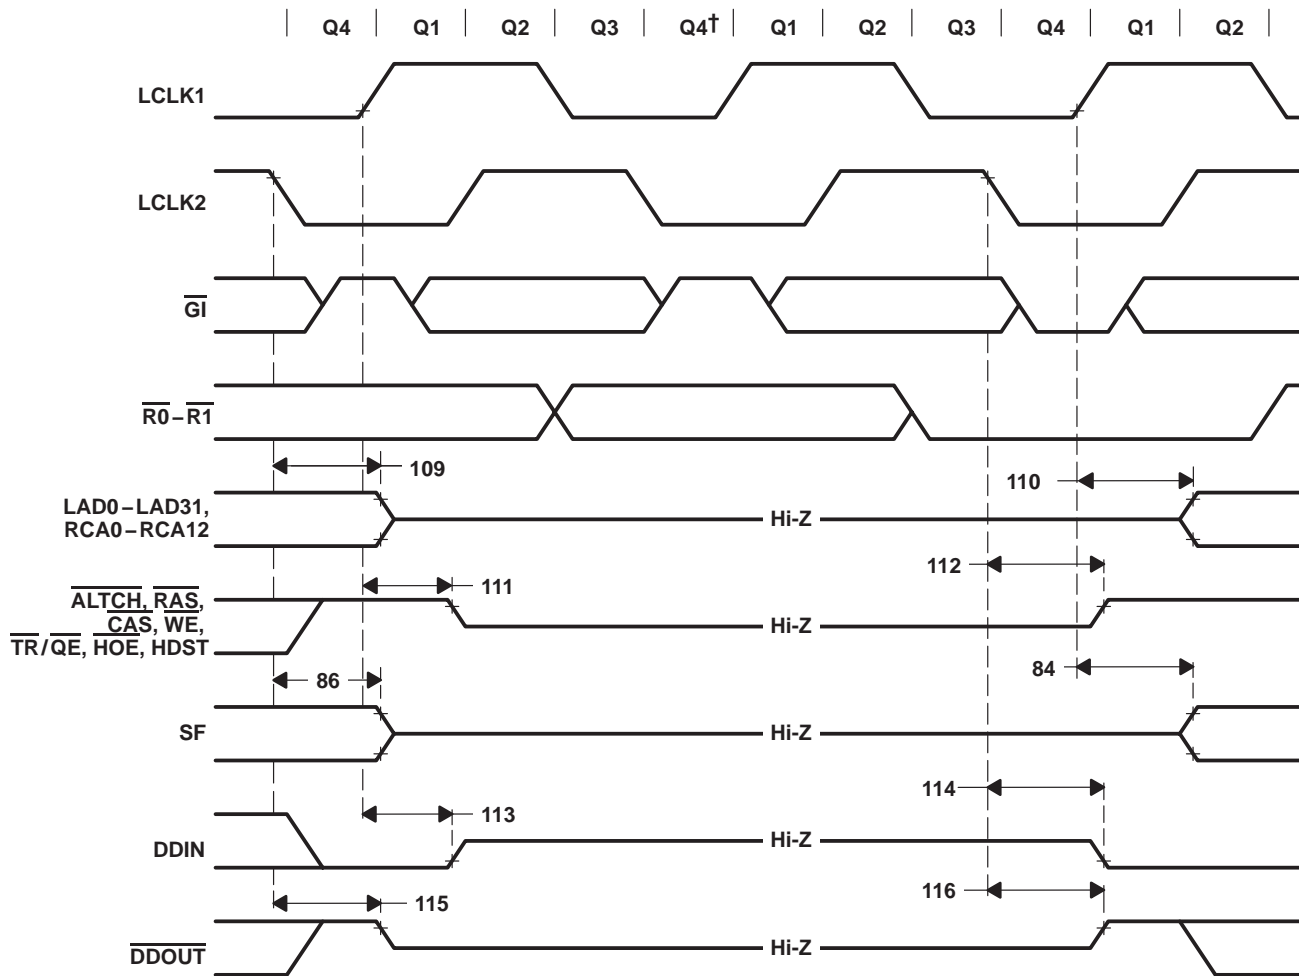 Q4 Q1 Q2 Q3 Q4† Q1 Q2 Q3 Q4 Q1 Q2
LCLK1
LCLK2
GI
R0–R1
109
110
LAD0–LAD31,
RCA0–RCA12
Hi-Z
111
112
ALTCH, RAS,
CAS, WE,
TR/QE, HOE, HDST
Hi-Z
86
84
SF
Hi-Z
113
114
DDIN
Hi-Z
115
116
DDOUT
Hi-Z